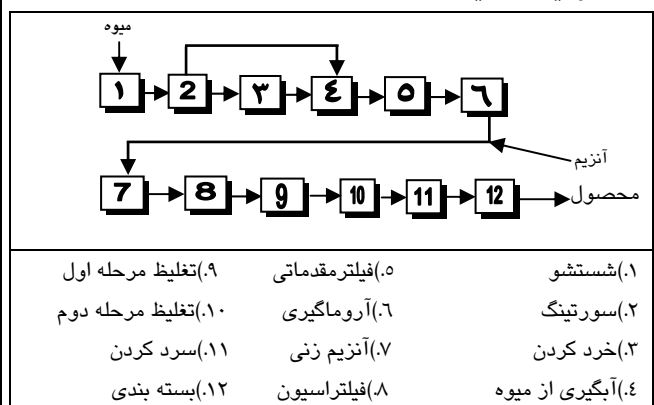 میوه
۱ 2 ۳ ٤ ٥ ٦
آنزیم
7 8 9 10 11 12 محصول
۱.)شستشو ٥.)فیلترمقدماتی ۹.)تغلیظ مرحله اول
۲.)سورتینگ ٦.)آروماگیری ۱۰.)تغلیظ مرحله دوم
۳.)خرد کردن ۷.)آنزیم زنی ۱۱.)سرد کردن
٤.)آبگیری از میوه ۸.)فیلتراسیون ۱۲.)بسته بندی